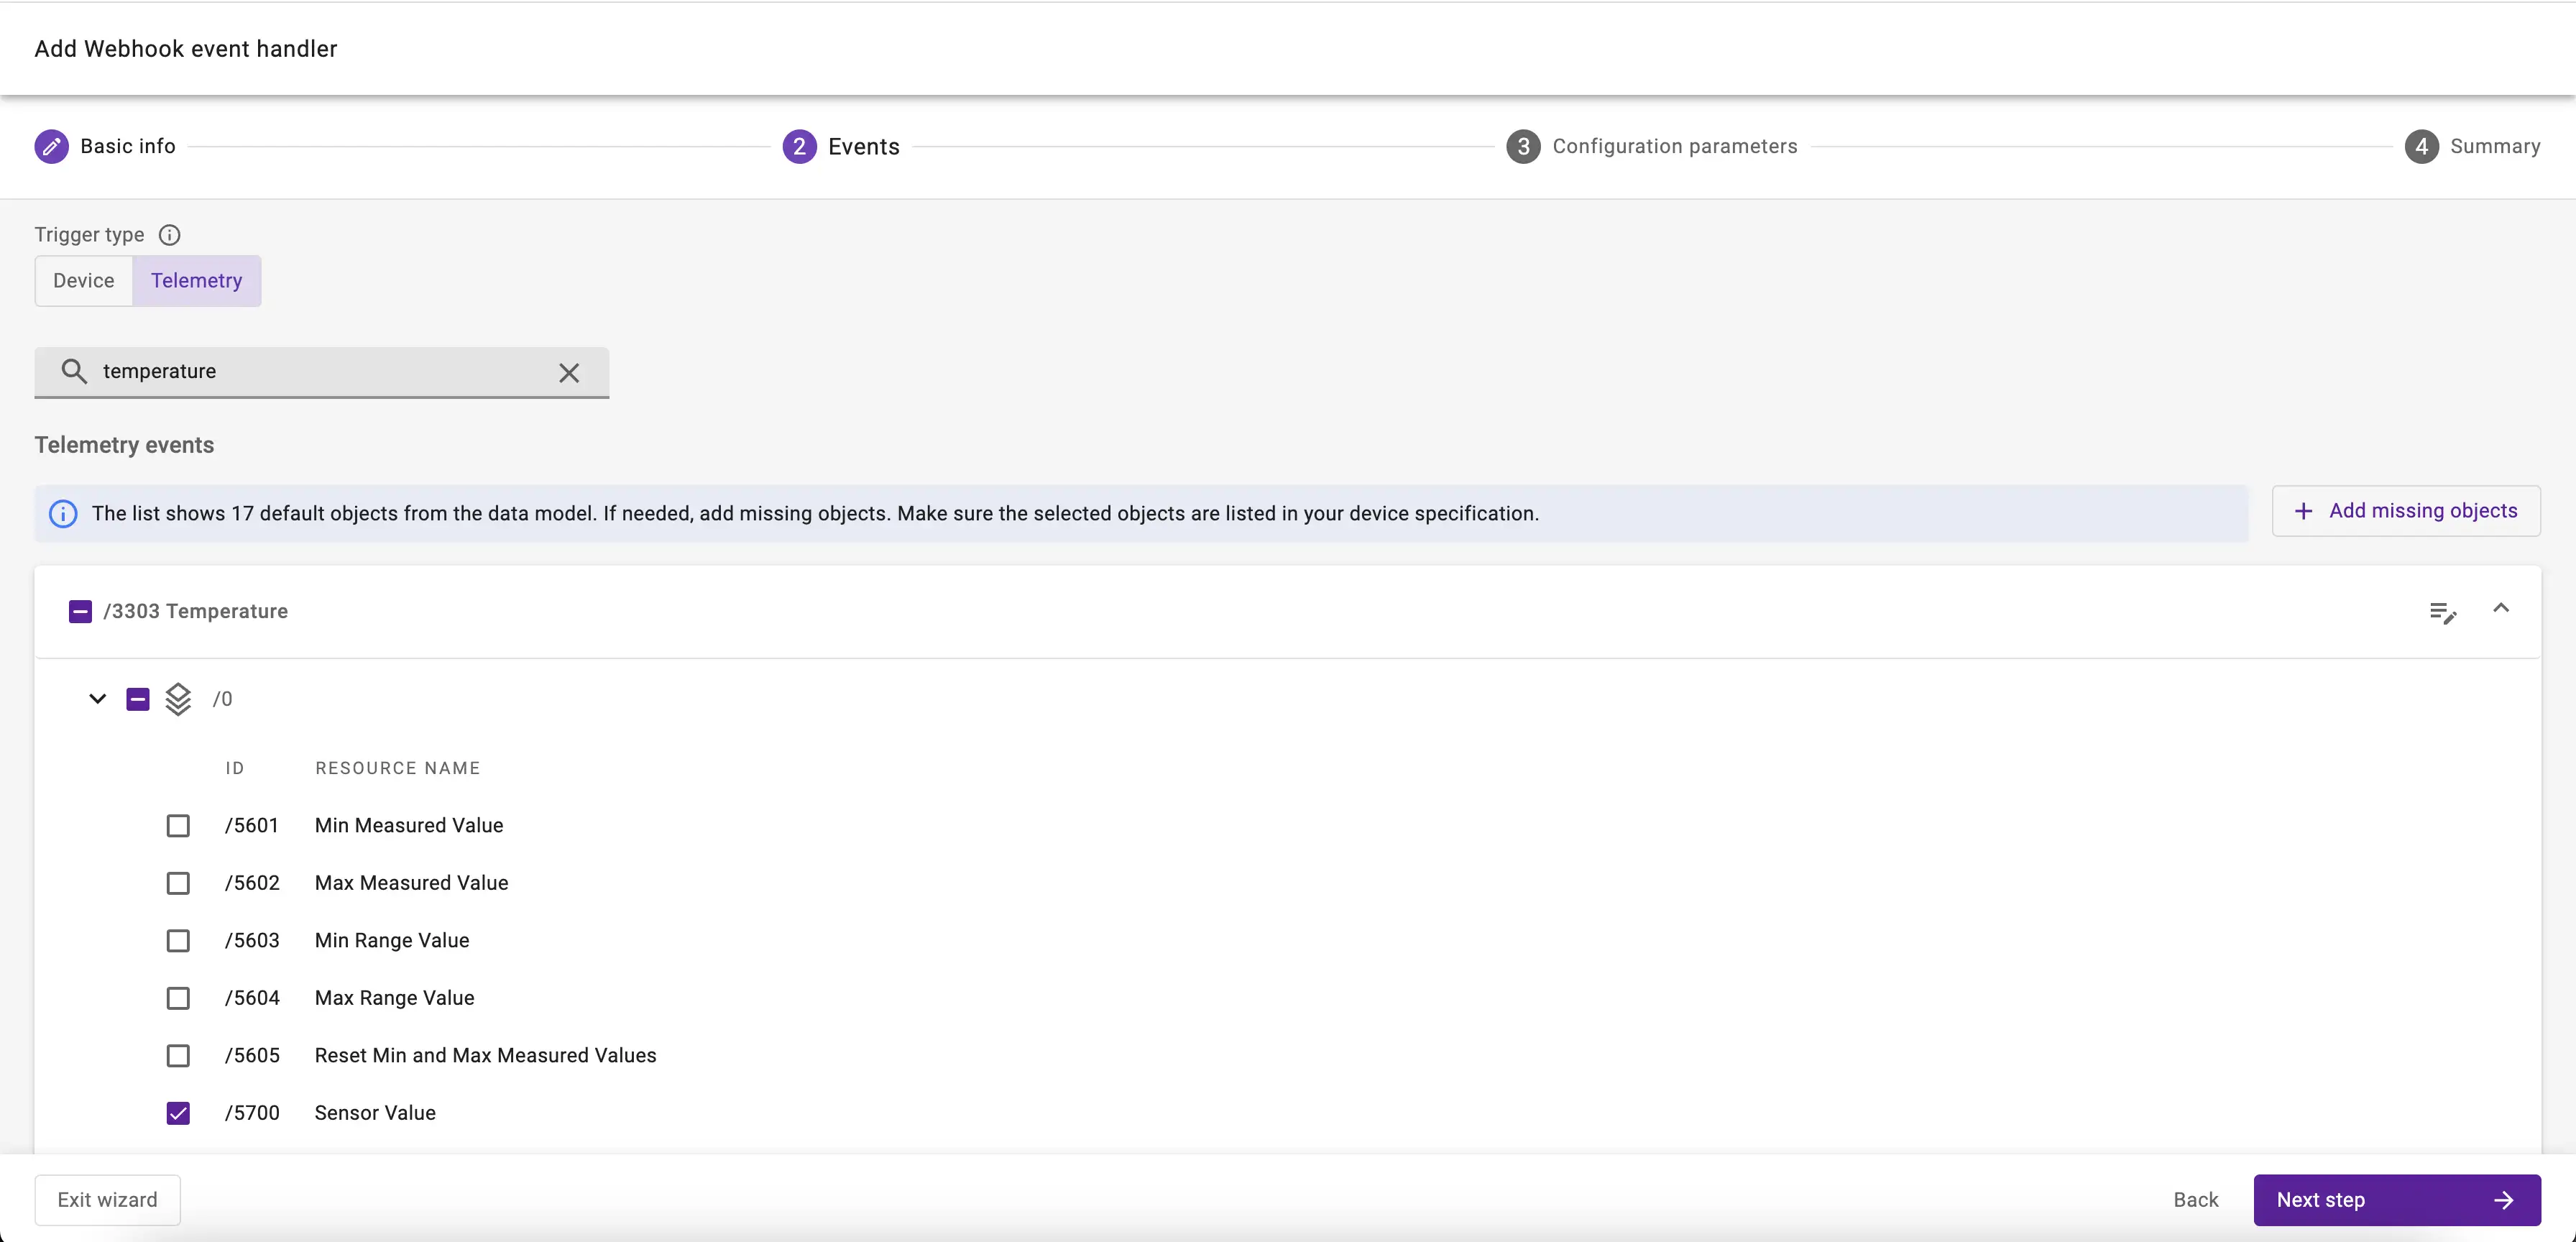 Add Webhook event handler
Basic info
2 Events
3 Configuration parameters
4 Summary
Trigger type
Device Telemetry
temperature
Telemetry events
The list shows 17 default objects from the data model. If needed, add missing objects. Make sure the selected objects are listed in your device specification.
Add missing objects
/3303 Temperature
/0
ID RESOURCE NAME
/5601 Min Measured Value
/5602 Max Measured Value
/5603 Min Range Value
/5604 Max Range Value
/5605 Reset Min and Max Measured Values
/5700 Sensor Value
Exit wizard Back Next step